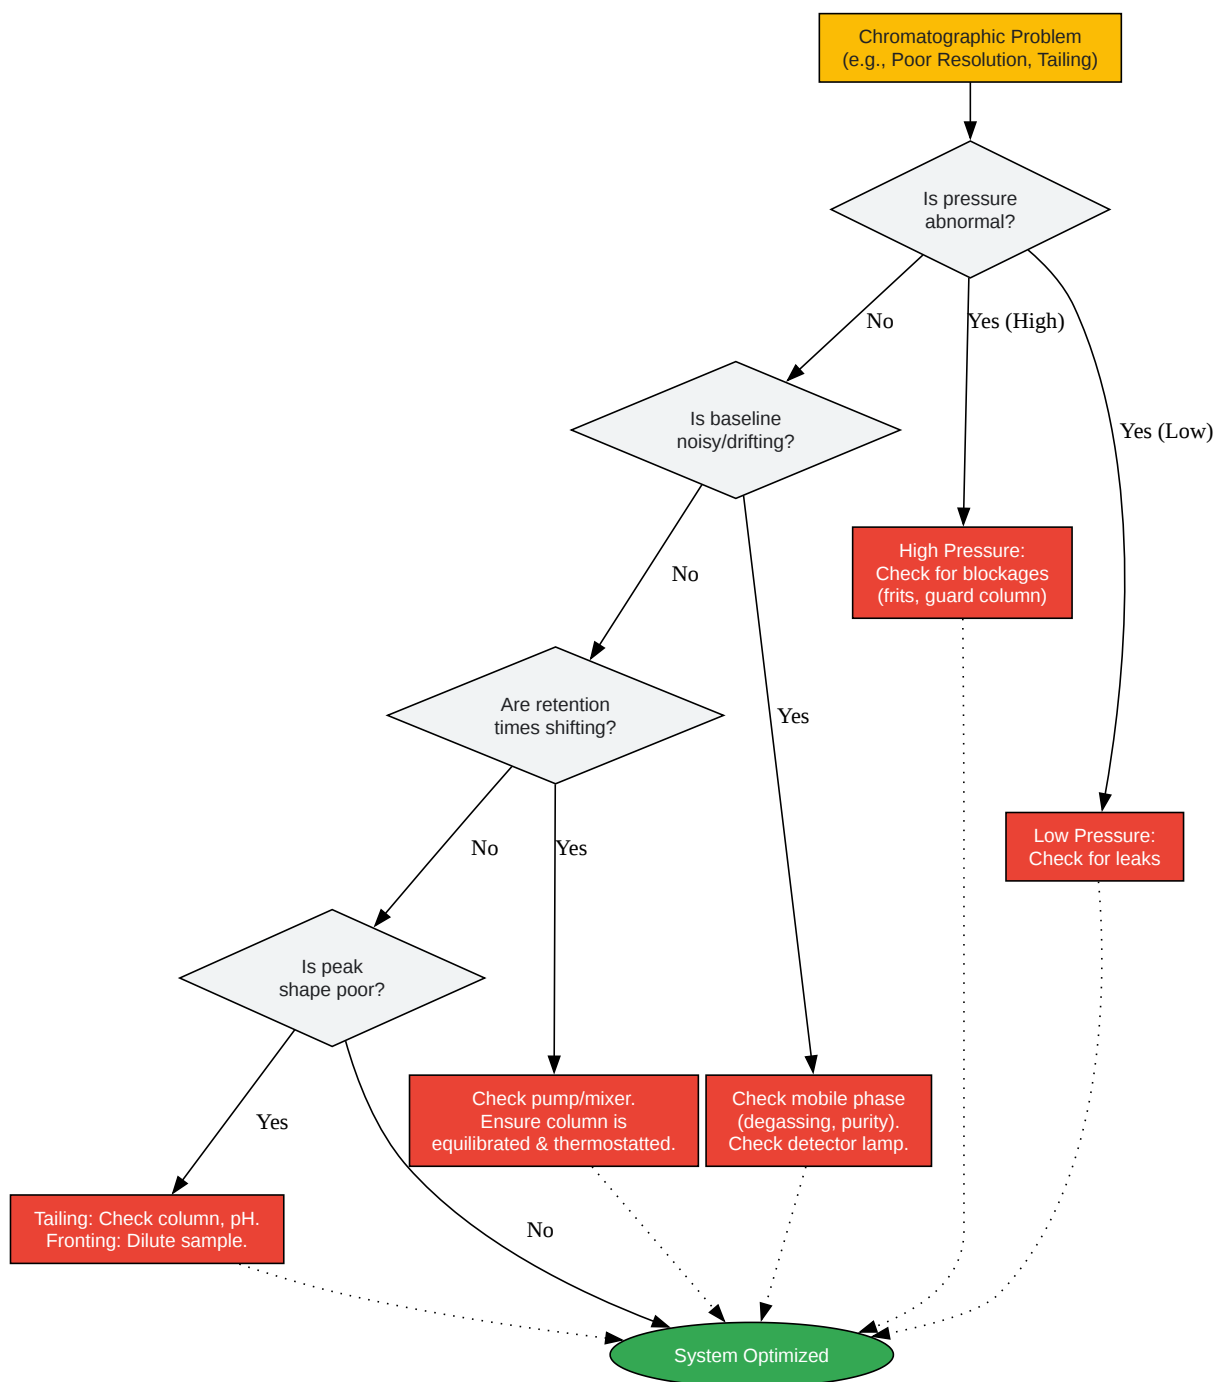 Chromatographic Problem
(e.g., Poor Resolution, Tailing)
Is pressure
abnormal?
No
Yes (High)
Yes (Low)
Is baseline
noisy/drifting?
High Pressure:
Check for blockages
(frits, guard column)
No
Yes
Are retention
times shifting?
Low Pressure:
Check for leaks
No
Yes
Is peak
shape poor?
Check pump/mixer.
Ensure column is
equilibrated & thermostatted.
Check mobile phase
(degassing, purity).
Check detector lamp.
Yes
No
Tailing: Check column, pH.
Fronting: Dilute sample.
System Optimized